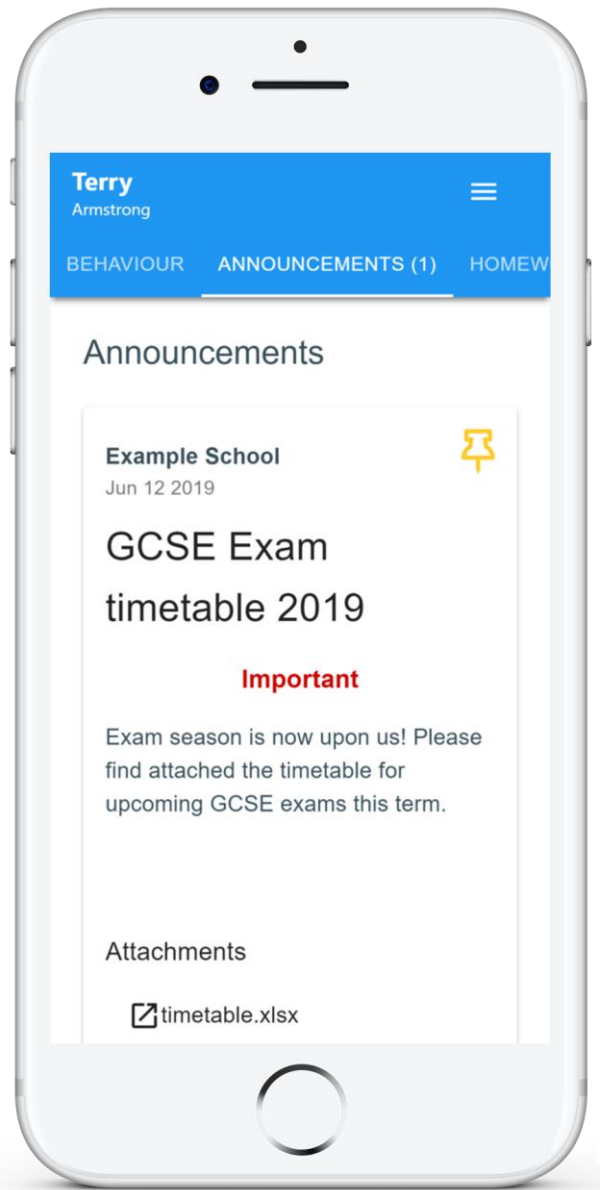 Terry
Armstrong
BEHAVIOUR ANNOUNCEMENTS (1) HOMEW
Announcements
Example School
Jun 12 2019
GCSE Exam
timetable 2019
Important
Exam season is now upon us! Please
find attached the timetable for
upcoming GCSE exams this term.
Attachments
timetable.xlsx